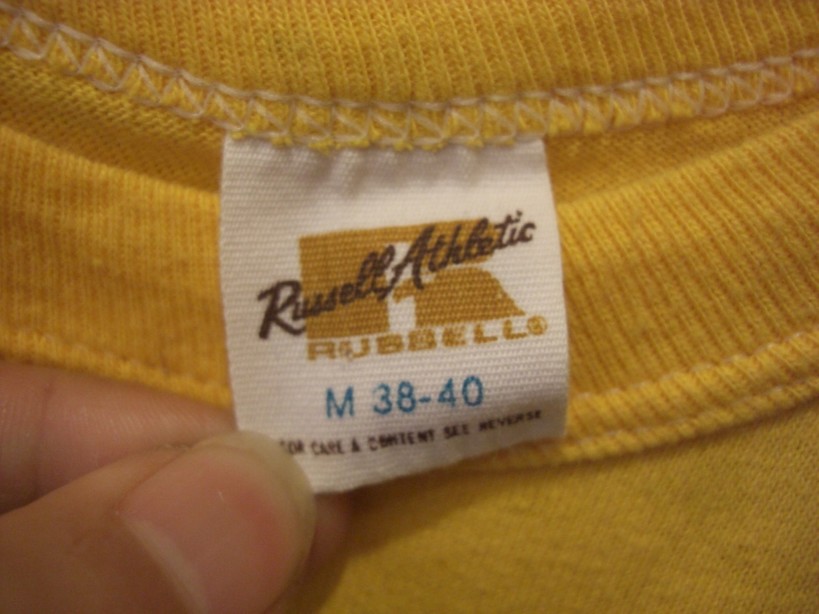 Russell Athletic
RUSSELL®
M 38-40
FOR CARE & CONTENT SEE REVERSE